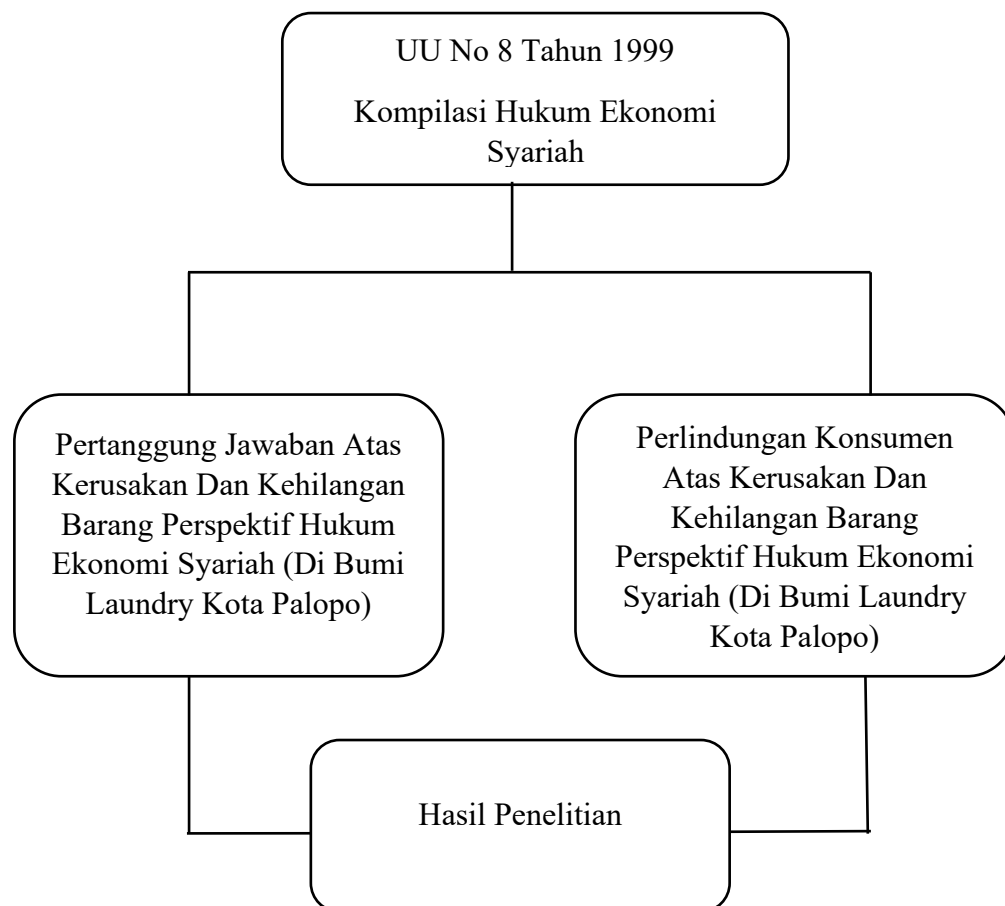 UU No 8 Tahun 1999
Kompilasi Hukum Ekonomi
Syariah
Pertanggung Jawaban Atas
Kerusakan Dan Kehilangan
Barang Perspektif Hukum
Ekonomi Syariah (Di Bumi
Laundry Kota Palopo)
Perlindungan Konsumen
Atas Kerusakan Dan
Kehilangan Barang
Perspektif Hukum Ekonomi
Syariah (Di Bumi Laundry
Kota Palopo)
Hasil Penelitian